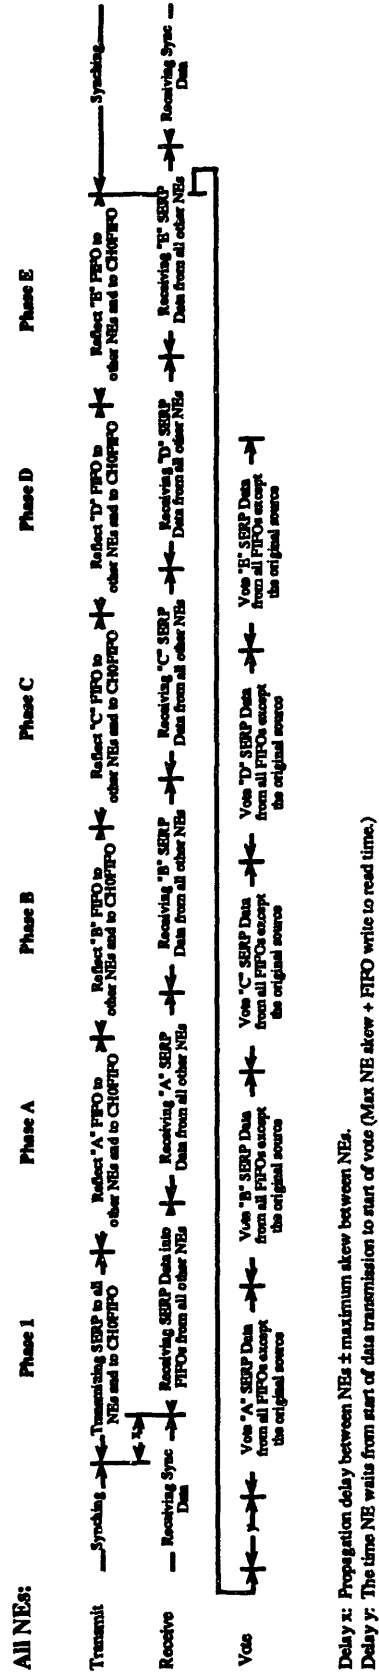 All NEs:
Phase 1
Phase A
Phase B
Phase C
Phase D
Phase E
Transmit
Synching
Transmitting SERP to all
NEs and to CH0FIFO
Reflect "A" FIFO to
other NEs and to CH0FIFO
Reflect "B" FIFO to
other NEs and to CH0FIFO
Reflect "C" FIFO to
other NEs and to CH0FIFO
Reflect "D" FIFO to
other NEs and to CH0FIFO
Reflect "E" FIFO to
other NEs and to CH0FIFO
Synching
x
Receive
Receiving Sync
Data
Receiving SERP Data into
FIFOs from all other NEs
Receiving "A" SERP
Data from all other NEs
Receiving "B" SERP
Data from all other NEs
Receiving "C" SERP
Data from all other NEs
Receiving "D" SERP
Data from all other NEs
Receiving "E" SERP
Data from all other NEs
Receiving Sync
Data
Vote
y
Vote "A" SERP Data
from all FIFOs except
the original source
Vote "B" SERP Data
from all FIFOs except
the original source
Vote "C" SERP Data
from all FIFOs except
the original source
Vote "D" SERP Data
from all FIFOs except
the original source
Vote "E" SERP Data
from all FIFOs except
the original source
Delay x: Propagation delay between NEs ± maximum skew between NEs.
Delay y: The time NE waits from start of data transmission to start of vote (Max NE skew + FIFO write to read time.)